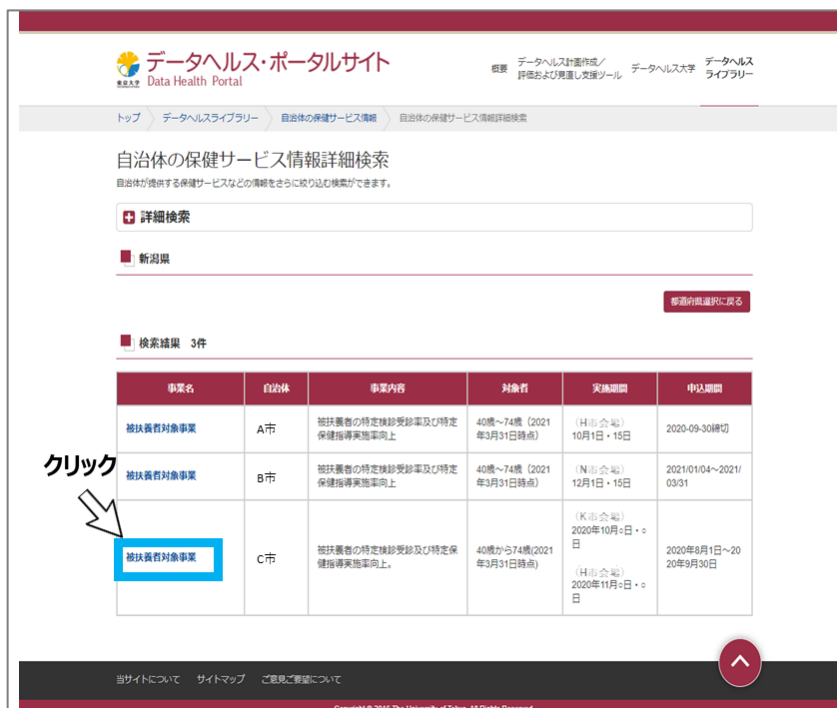 データヘルス・ポータルサイト
東京大学
Data Health Portal
概要
データヘルス計画作成/
評価および見直し支援ツール
データヘルス大学
データヘルス
ライブラリー
トップ
データヘルスライブラリー
自治体の保健サービス情報
自治体の保健サービス情報詳細検索
自治体の保健サービス情報詳細検索
自治体が提供する保健サービスなどの情報をさらに絞り込む検索ができます。
詳細検索
新潟県
都道府県選択に戻る
検索結果 3件
事業名 自治体 事業内容 対象者 実施期間 申込期間
被扶養者対象事業
A市
被扶養者の特定検診受診率及び特定
保健指導実施率向上
40歳～74歳（2021
年3月31日時点）
（H市会場）
10月1日・15日
2020-09-30締切
クリック
被扶養者対象事業
B市
被扶養者の特定検診受診率及び特定
保健指導実施率向上
40歳～74歳（2021
年3月31日時点）
（N市会場）
12月1日・15日
2021/01/04～2021/
03/31
被扶養者対象事業
C市
被扶養者の特定検診受診及び特定保
健指導実施率向上。
40歳から74歳(2021
年3月31日時点)
（K市会場）
2020年10月○日・○
日
（H市会場）
2020年11月○日・○
日
2020年8月1日～20
20年9月30日
当サイトについて サイトマップ ご意見ご要望について
Copyright © 2016 The University of Tokyo. All Rights Reserved.